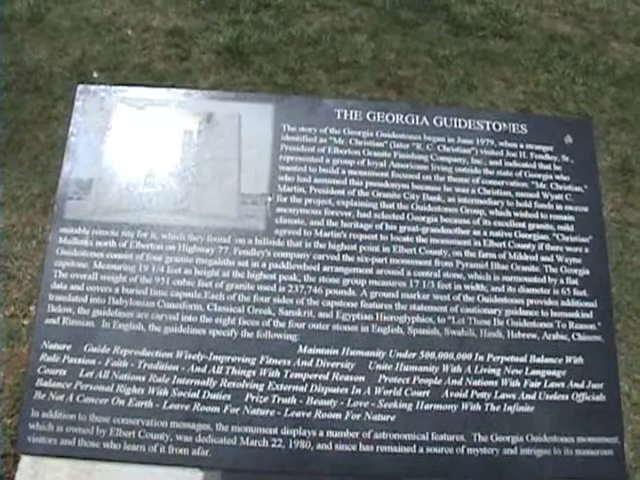 THE GEORGIA GUIDESTONES
The story of the Georgia Guidestones began in June 1979, when a stranger
identified as "Mr. Christian" (later "R. C. Christian") visited Joe H. Fendley, Sr.,
President of Elberton Granite Finishing Company, Inc., and indicated that he
represented a group of loyal Americans living outside the state of Georgia who
wanted to build a monument focused on the theme of conservation. "Mr. Christian,"
who had assumed this pseudonym because he was a Christian, named Wyatt C.
Martin, President of the Granite City Bank, as intermediary to hold funds in escrow
for the project, explaining that the Guidestones Group, which wished to remain
anonymous forever, had selected Georgia because of its excellent granite, mild
climate, and the heritage of his great-grandmother as a native Georgian. "Christian"
agreed to Martin's request to locate the monument in Elbert County if there was a
suitable remote site for it, which they found on a hillside that is the highest point in Elbert County, on the farm of Mildred and Wayne
Mullenix north of Elberton on Highway 77. Fendley's company carved the six-part monument from Pyramid Blue Granite. The Georgia
Guidestones consist of four granite megaliths set in a paddlewheel arrangement around a central stone, which is surmounted by a flat
capstone. Measuring 19 1/4 feet in height at the highest peak, the stone group measures 17 1/3 feet in width; and its diameter is 65 feet.
The overall weight of the 951 cubic feet of granite used is 237,746 pounds. A ground marker west of the Guidestones provides additional
data and covers a buried time capsule. Each of the four sides of the capstone features the statement of cautionary guidance to humankind
translated into Babylonian Cuneiform, Classical Greek, Sanskrit, and Egyptian Hieroglyphics, to "Let These Be Guidestones To Reason."
Below, the guidelines are carved into the eight faces of the four outer stones in English, Spanish, Swahili, Hindi, Hebrew, Arabic, Chinese,
and Russian. In English, the guidelines specify the following:
Maintain Humanity Under 500,000,000 In Perpetual Balance With
Nature Guide Reproduction Wisely-Improving Fitness And Diversity Unite Humanity With A Living New Language
Rule Passion - Faith - Tradition - And All Things With Tempered Reason Protect People And Nations With Fair Laws And Just
Courts Let All Nations Rule Internally Resolving External Disputes In A World Court Avoid Petty Laws And Useless Officials
Balance Personal Rights With Social Duties Prize Truth - Beauty - Love - Seeking Harmony With The Infinite
Be Not A Cancer On Earth - Leave Room For Nature - Leave Room For Nature
In addition to these conservation messages, the monument displays a number of astronomical features. The Georgia Guidestones monument,
which is owned by Elbert County, was dedicated March 22, 1980, and since has remained a source of mystery and intrigue to its numerous
visitors and those who learn of it from afar.